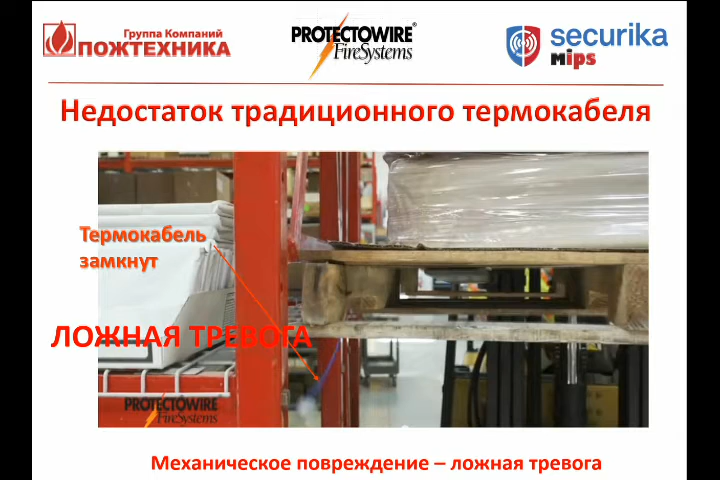 Группа Компаний
ПОЖТЕХНИКА
PROTECTOWIRE®
FireSystems
securika
мips
Недостаток традиционного термокабеля
Термокабель
замкнут
ЛОЖНАЯ ТРЕВОГА
PROTECTOWIRE
FireSystems
Механическое повреждение – ложная тревога